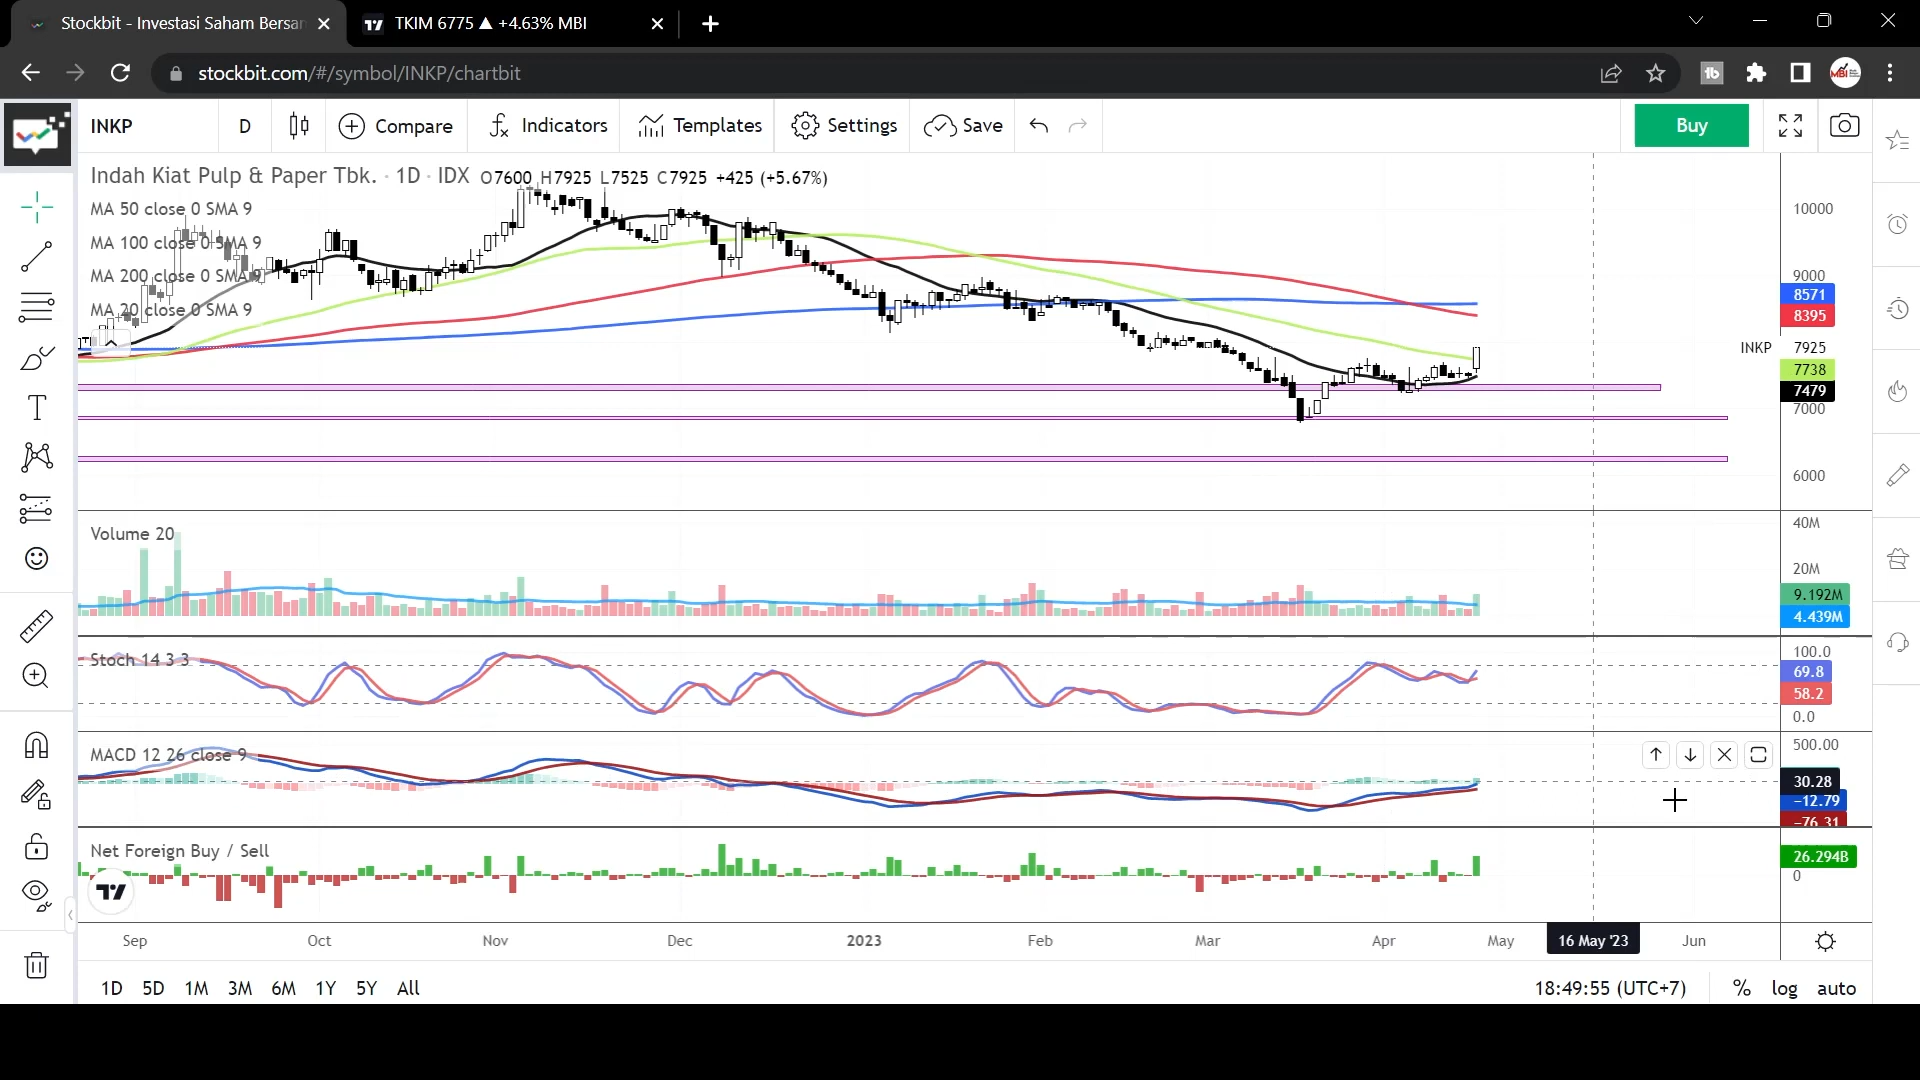 Stockbit - Investasi Saham Bersan
TKIM 6775 ▲ +4.63% MBI
stockbit.com/#/symbol/INKP/chartbit
tb
MBI
INKP
D
Compare
Indicators
Templates
Settings
Save
Buy
Indah Kiat Pulp & Paper Tbk. · 1D · IDX O7600 H7925 L7525 C7925 +425 (+5.67%)
MA 50 close 0 SMA 9
MA 100 close 0 SMA 9
MA 200 close 0 SMA 9
MA 20 close 0 SMA 9
10000
9000
8571
8395
INKP 7925
7738
7479
7000
6000
Volume 20
40M
20M
9.192M
4.439M
Stoch 14 3 3
100.0
69.8
58.2
0.0
MACD 12 26 close 9
500.00
30.28
−12.79
−76.31
Net Foreign Buy / Sell
26.294B
0
Sep Oct Nov Dec 2023 Feb Mar Apr May 16 May '23 Jun
1D 5D 1M 3M 6M 1Y 5Y All
18:49:55 (UTC+7) % log auto